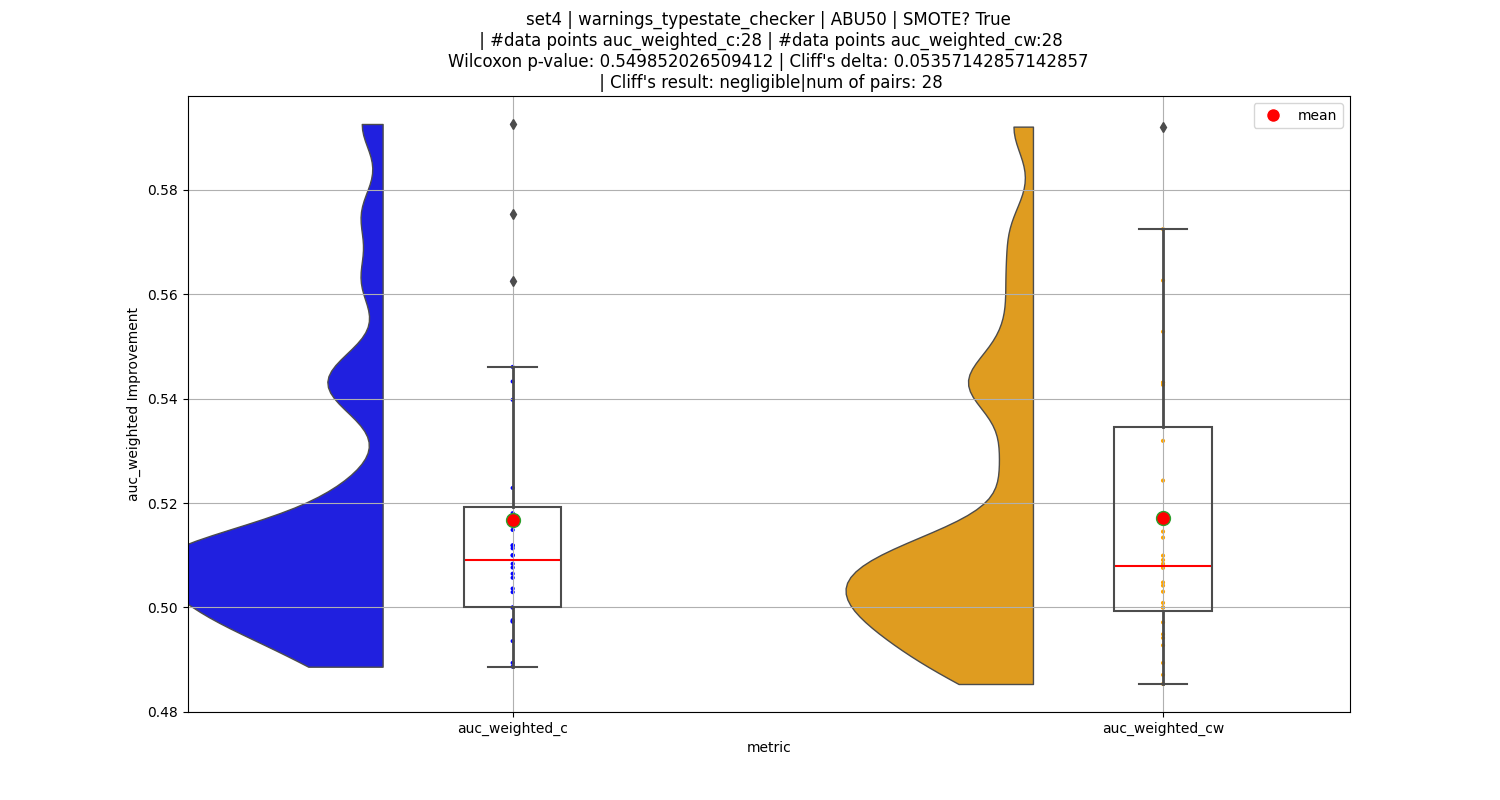 set4 | warnings_typestate_checker | ABU50 | SMOTE? True
| #data points auc_weighted_c:28 | #data points auc_weighted_cw:28
Wilcoxon p-value: 0.549852026509412 | Cliff's delta: 0.05357142857142857
| Cliff's result: negligible|num of pairs: 28
mean
auc_weighted Improvement
0.58
0.56
0.54
0.52
0.50
0.48
auc_weighted_c
auc_weighted_cw
metric